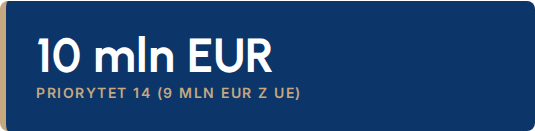 10 mln EUR
PRIORYTET 14 (9 MLN EUR Z UE)